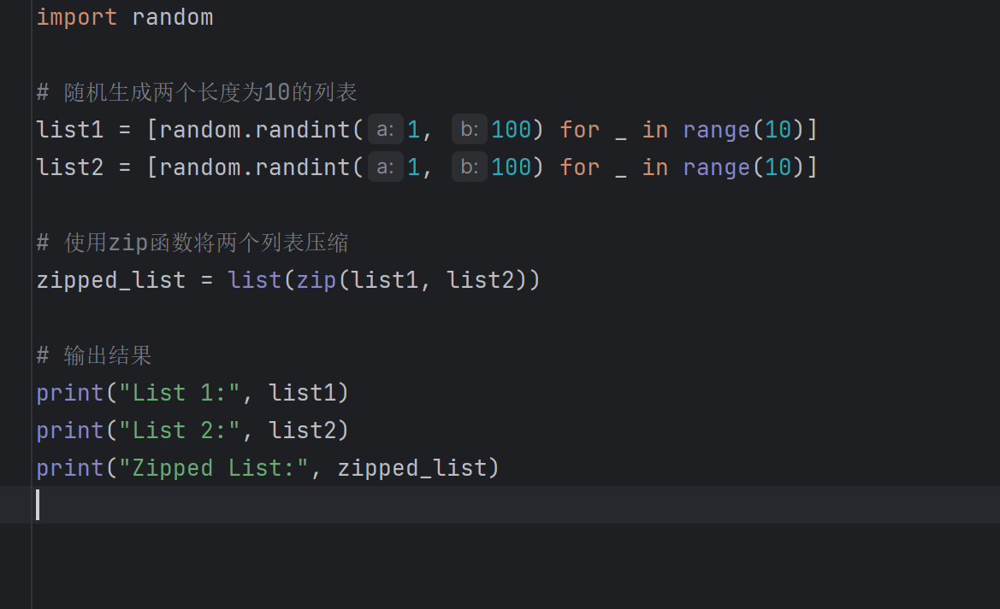 import random
# 随机生成两个长度为10的列表
list1 = [random.randint( a: 1, b: 100) for _ in range(10)]
list2 = [random.randint( a: 1, b: 100) for _ in range(10)]
# 使用zip函数将两个列表压缩
zipped_list = list(zip(list1, list2))
# 输出结果
print("List 1:", list1)
print("List 2:", list2)
print("Zipped List:", zipped_list)